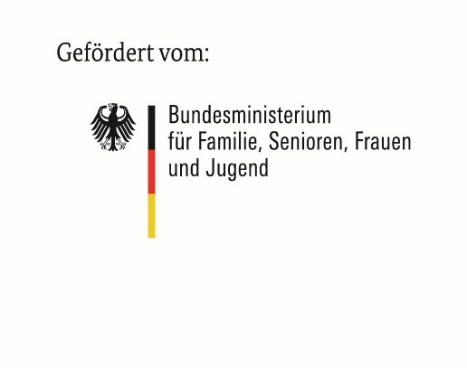 Gefördert vom:
Bundesministerium
für Familie, Senioren, Frauen
und Jugend